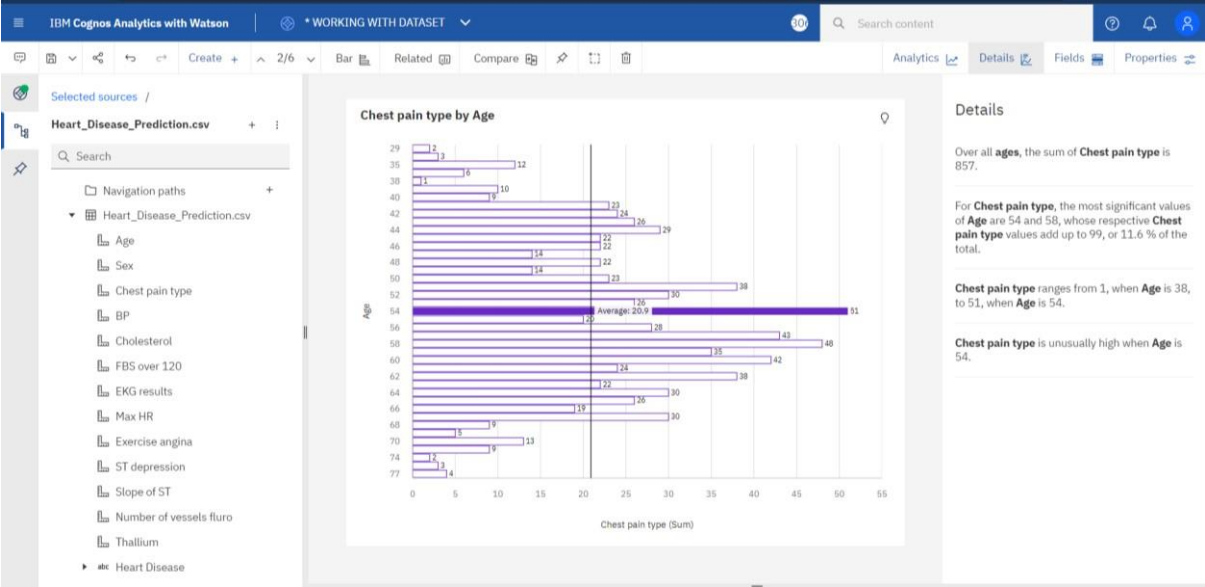 IBM Cognos Analytics with Watson
* WORKING WITH DATASET
Search content
Create +
2/6
Bar
Related
Compare
Analytics
Details
Fields
Properties
Selected sources /
Heart_Disease_Prediction.csv
Search
Navigation paths
Heart_Disease_Prediction.csv
Age
Sex
Chest pain type
BP
Cholesterol
FBS over 120
EKG results
Max HR
Exercise angina
ST depression
Slope of ST
Number of vessels fluro
Thallium
abc Heart Disease
Chest pain type by Age
29 2
3
35 12
6
38 1
10
40 9
23
42 24
26
44 29
22
46 22
14
48 22
14
50 23
38
52 30
26
54 Average: 20.9 51
20
56 28
43
58 48
35
60 42
24
62 38
22
64 30
26
66 19
30
68 9
5
70 13
9
74 2
3
77 4
Age
0 5 10 15 20 25 30 35 40 45 50 55
Chest pain type (Sum)
Details
Over all ages, the sum of Chest pain type is
857.
For Chest pain type, the most significant values
of Age are 54 and 58, whose respective Chest
pain type values add up to 99, or 11.6 % of the
total.
Chest pain type ranges from 1, when Age is 38,
to 51, when Age is 54.
Chest pain type is unusually high when Age is
54.